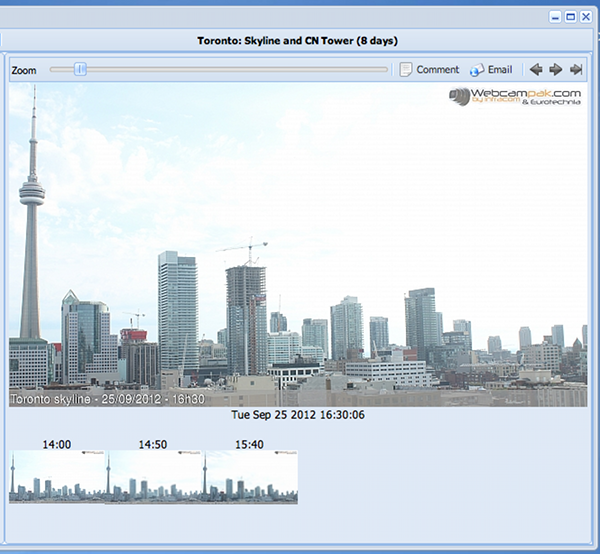 Toronto: Skyline and CN Tower (8 days)
Zoom
Comment
Email
Webcampak.com
by infracom & Eurotechnia
Toronto skyline - 25/09/2012 - 16h30
Tue Sep 25 2012 16:30:06
14:00 14:50 15:40